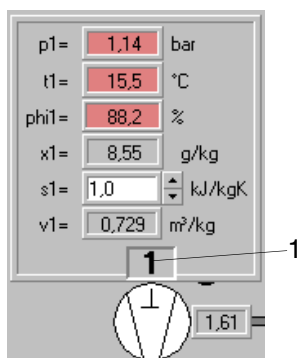 p1= 1,14 bar
t1= 15,5 °C
phi1= 88,2 %
x1= 8,55 g/kg
s1= 1,0 kJ/kgK
v1= 0,729 m³/kg
1 1
1,61